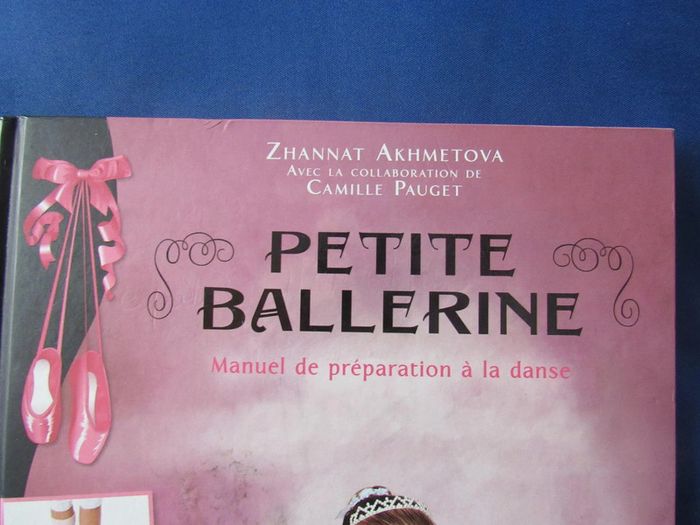 ZHANNAT AKHMETOVA
AVEC LA COLLABORATION DE
CAMILLE PAUGET
PETITE
BALLERINE
Manuel de préparation à la danse